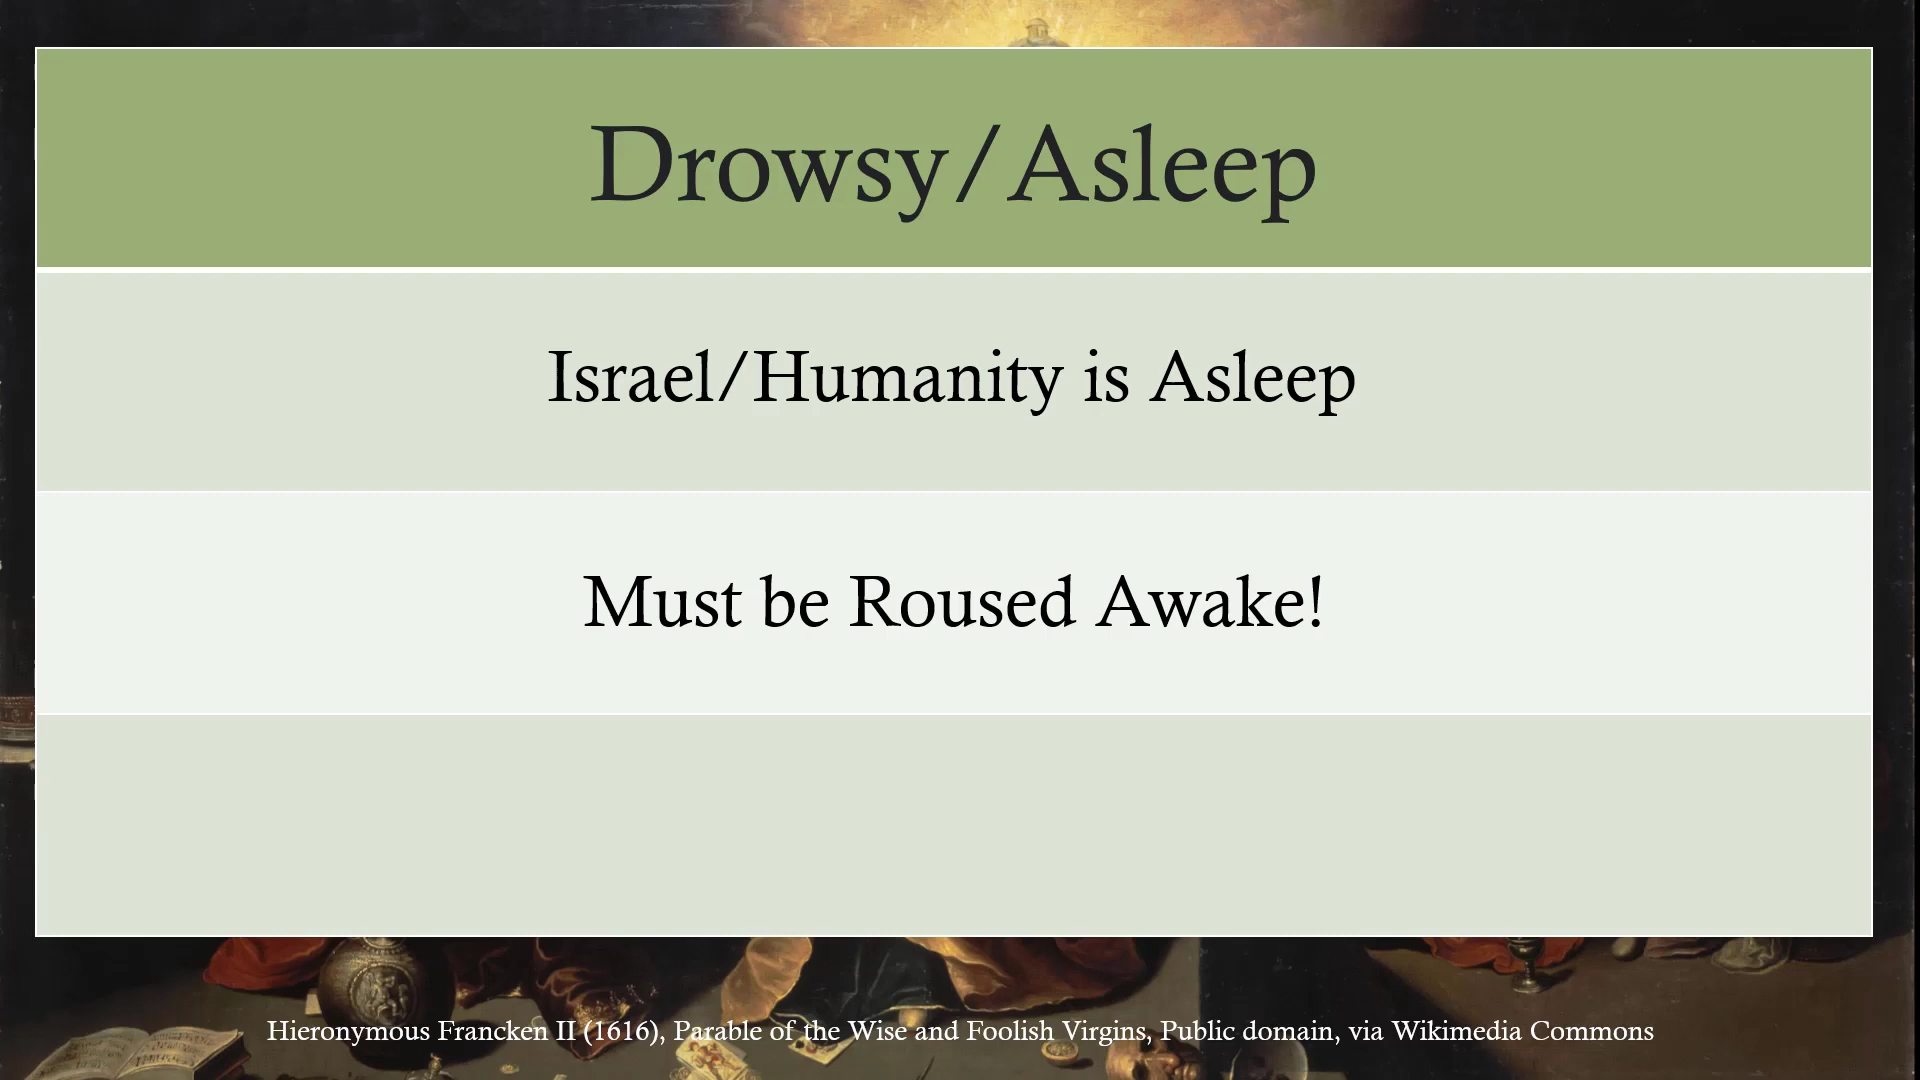 Drowsy/Asleep
Israel/Humanity is Asleep
Must be Roused Awake!
Hieronymous Francken II (1616), Parable of the Wise and Foolish Virgins, Public domain, via Wikimedia Commons